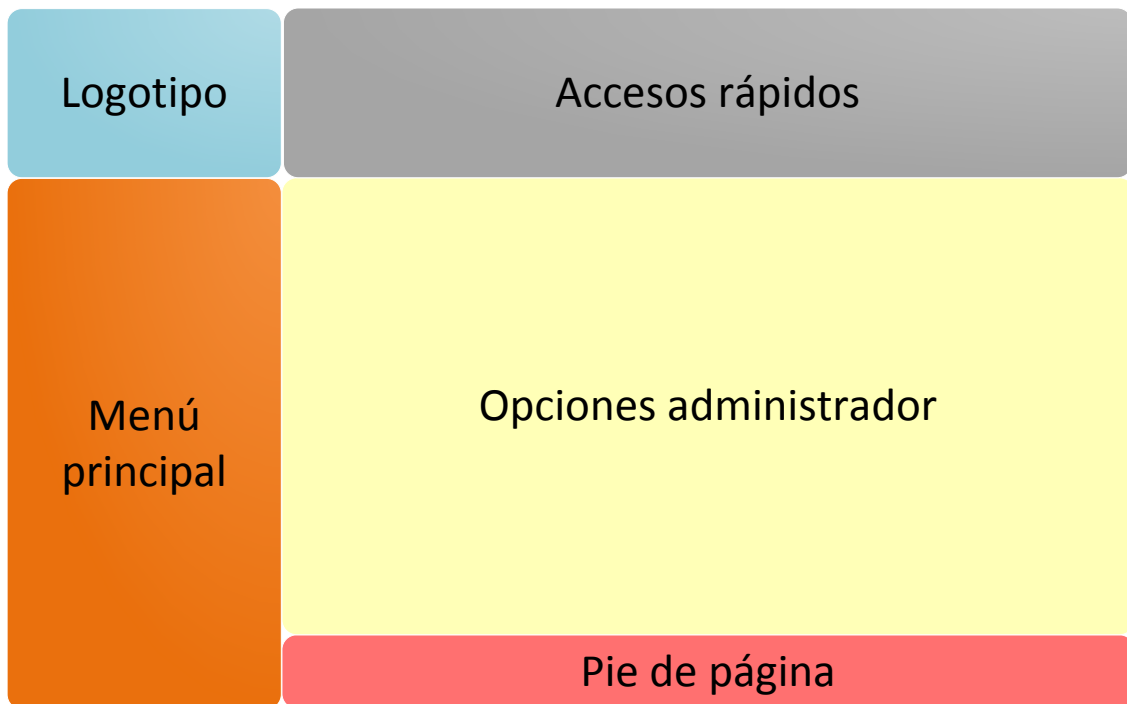 Logotipo
Accesos rápidos
Menú
principal
Opciones administrador
Pie de página